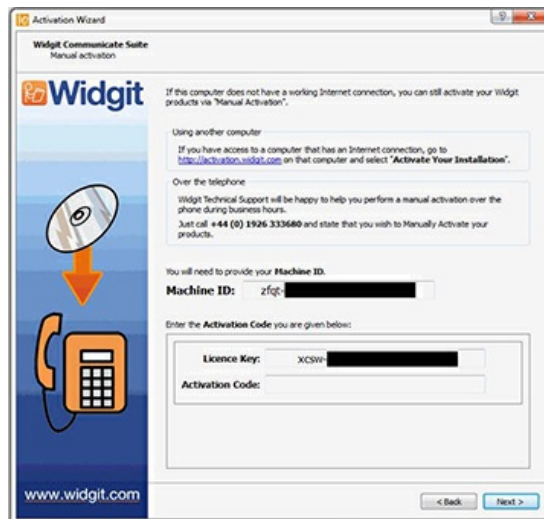 Activation Wizard
Widgit Communicate Suite
Manual activation
Widgit
If this computer does not have a working Internet connection, you can still activate your Widgit
products via "Manual Activation".
Using another computer
If you have access to a computer that has an Internet connection, go to
http://activation.widgit.com on that computer and select "Activate Your Installation".
Over the telephone
Widgit Technical Support will be happy to help you perform a manual activation over the
phone during business hours.
Just call +44 (0) 1926 333680 and state that you wish to Manually Activate your
products.
You will need to provide your Machine ID.
Machine ID: zfqt-
Enter the Activation Code you are given below:
Licence Key: xcsw-
Activation Code:
www.widgit.com
< Back Next >